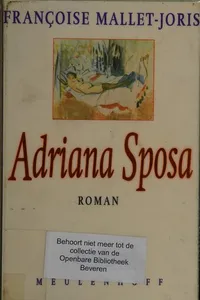 FRANÇOISE MALLET-JORIS
Adriana Sposa
ROMAN
Behoort niet meer tot de
collectie van de
Openbare Bibliotheek
Beveren
MEULENHOFF